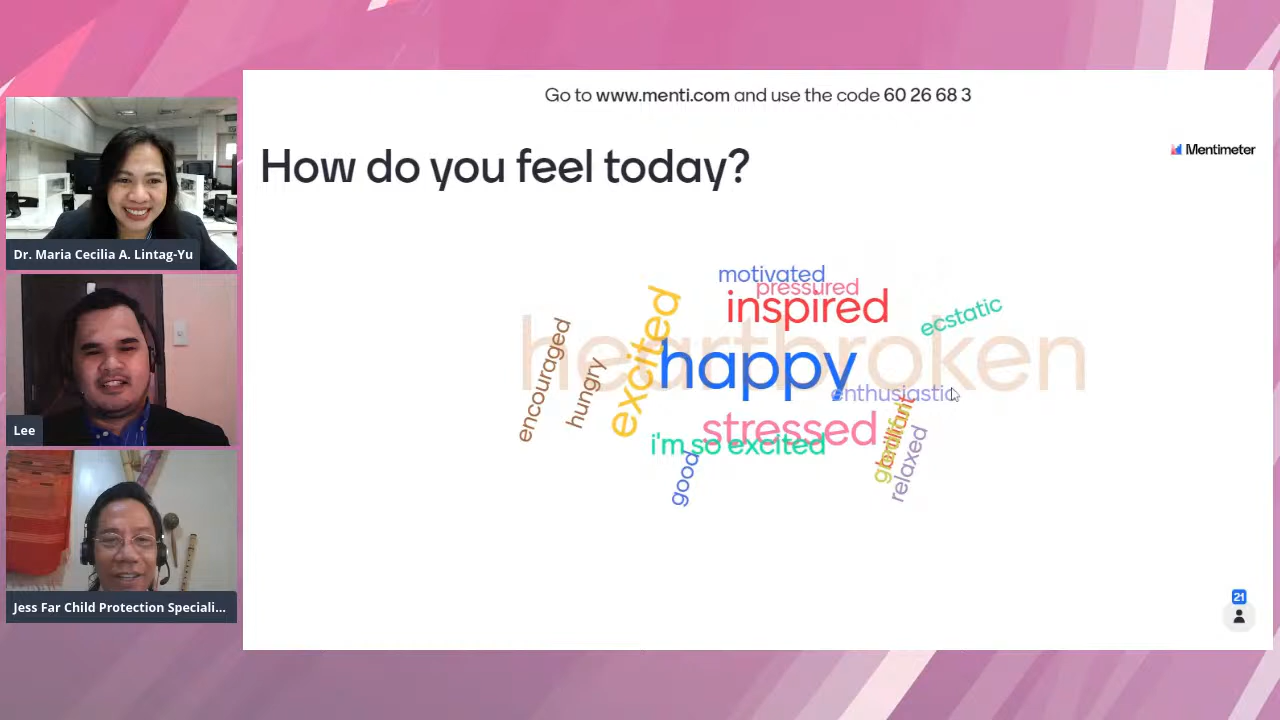 Go to www.menti.com and use the code 60 26 68 3
How do you feel today?
Mentimeter
Dr. Maria Cecilia A. Lintag-Yu
Lee
Jess Far Child Protection Speciali...
motivated
pressured
inspired
ecstatic
heartbroken
encouraged
hungry
excited
happy
enthusiastic
stressed
i'm so excited
brilliant
relaxed
good
21